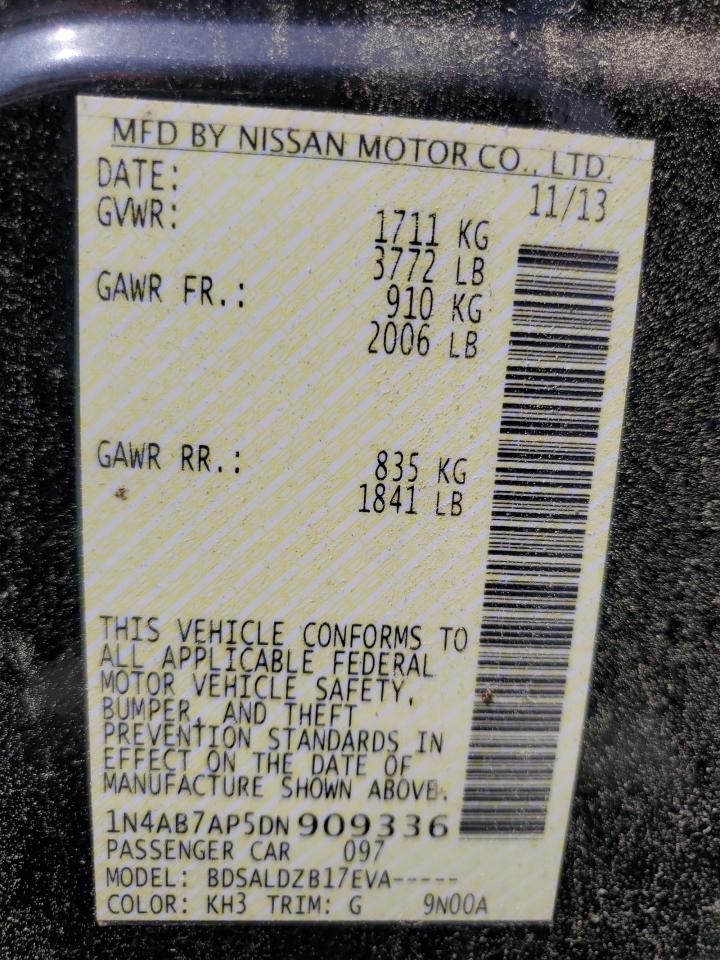 MFD BY NISSAN MOTOR CO., LTD.
DATE: 11/13
GVWR: 1711 KG
3772 LB
GAWR FR.: 910 KG
2006 LB
GAWR RR.: 835 KG
1841 LB
THIS VEHICLE CONFORMS TO
ALL APPLICABLE FEDERAL
MOTOR VEHICLE SAFETY,
BUMPER, AND THEFT
PREVENTION STANDARDS IN
EFFECT ON THE DATE OF
MANUFACTURE SHOWN ABOVE.
1N4AB7AP5DN909336
PASSENGER CAR 097
MODEL: BDSALDZB17EVA-----
COLOR: KH3 TRIM: G 9N00A